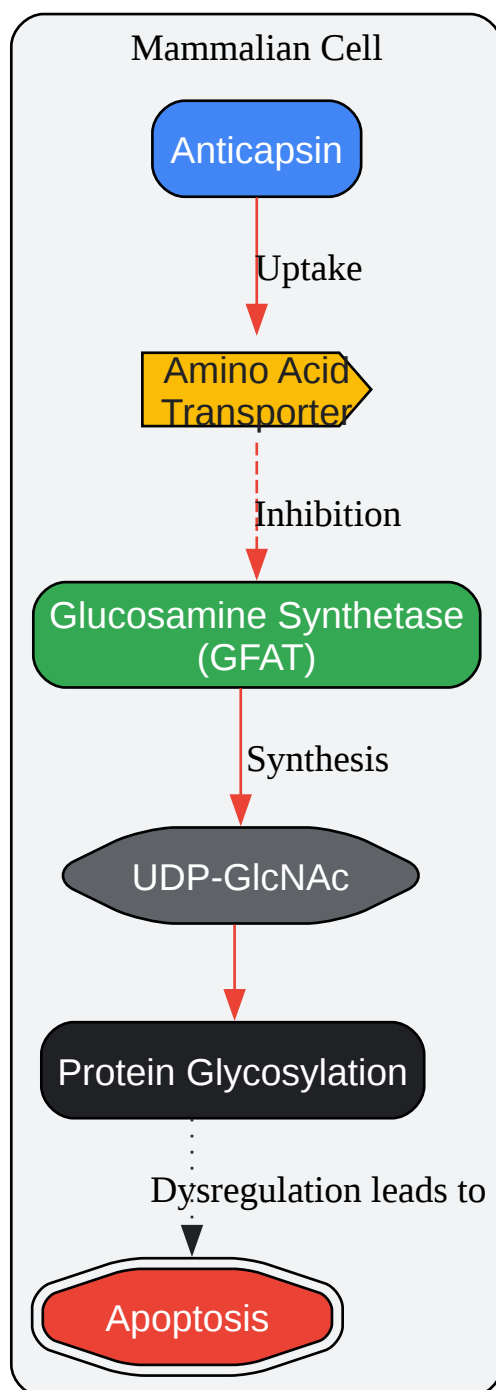 Mammalian Cell
Anticapsin
Uptake
Amino Acid
Transporter
Inhibition
Glucosamine Synthetase
(GFAT)
Synthesis
UDP-GlcNAc
Protein Glycosylation
Dysregulation leads to
Apoptosis